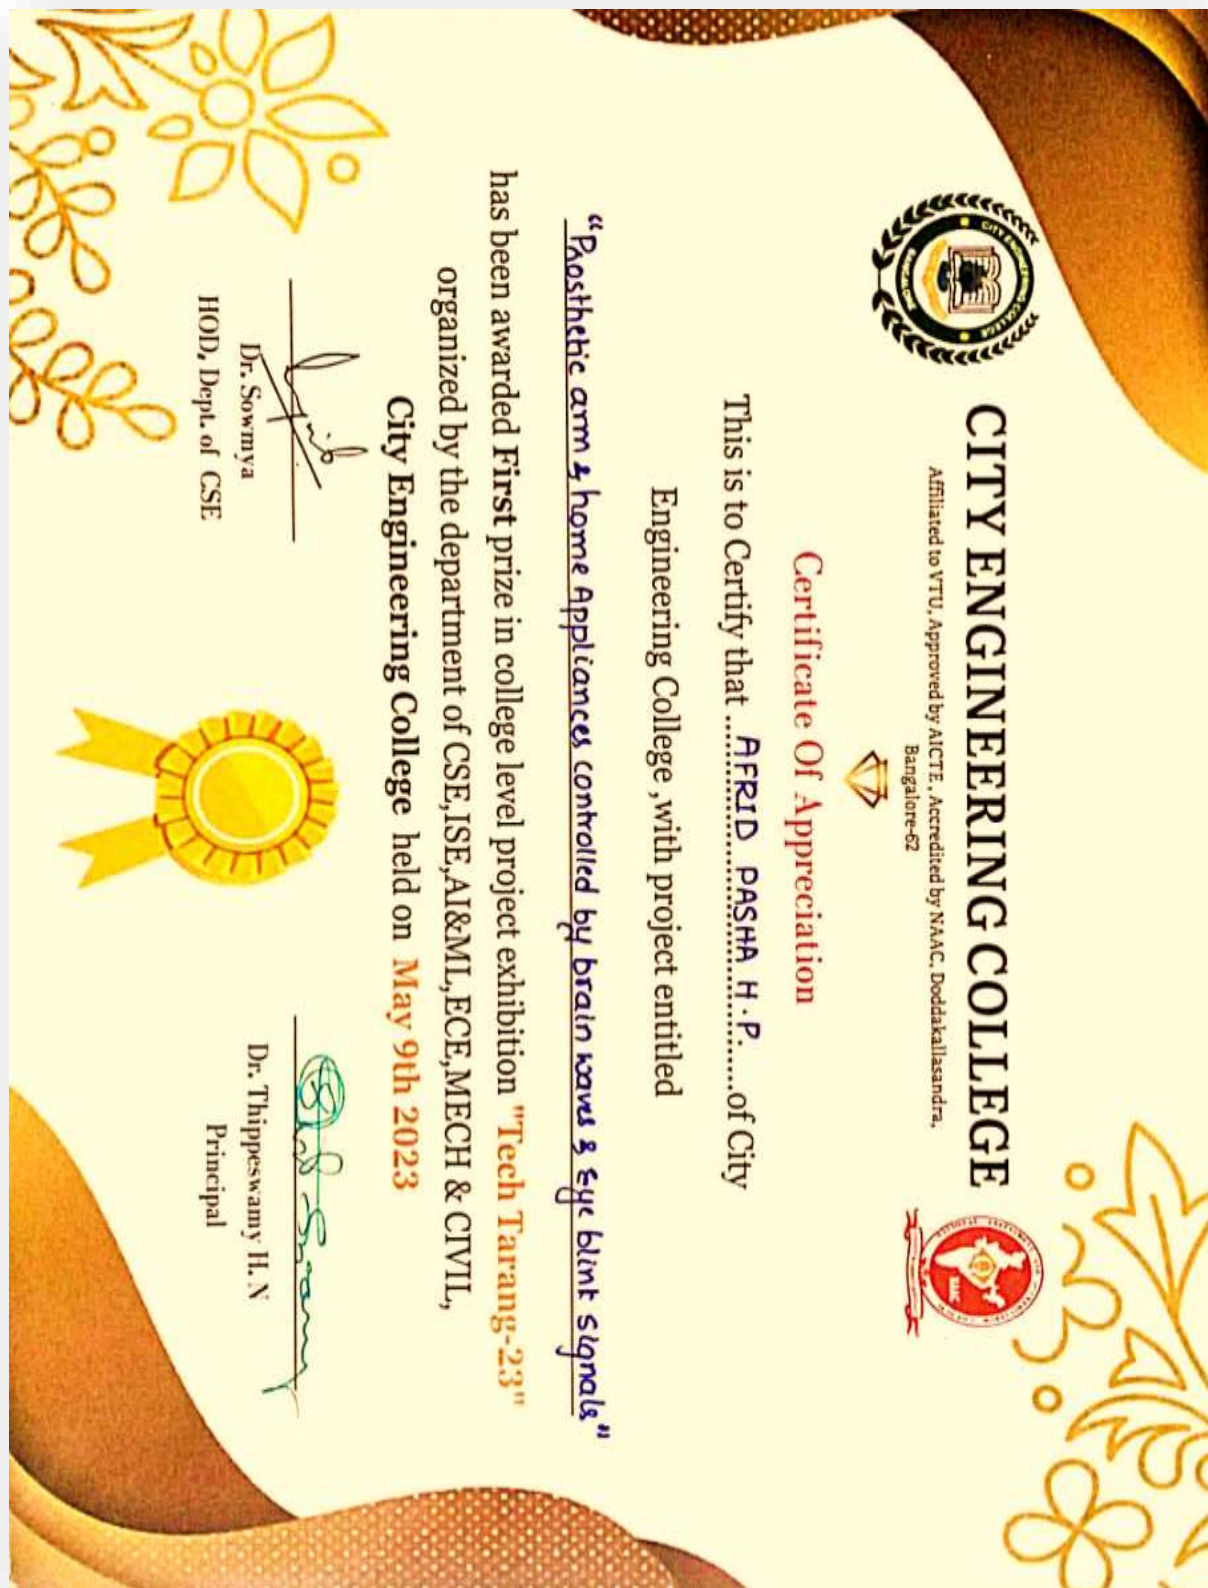 CITY ENGINEERING COLLEGE
Affiliated to VTU, Approved by AICTE, Accredited by NAAC, Doddakallasandra,
Bangalore-62
Certificate Of Appreciation
This is to Certify that ........AFRID PASHA H.P.........of City
Engineering College ,with project entitled
“Prosthetic arm & home Appliances controlled by brain waves & Eye blint signals”
has been awarded First prize in college level project exhibition "Tech Tarang-23"
organized by the department of CSE,ISE,AI&ML,ECE,MECH & CIVIL,
City Engineering College held on May 9th 2023
Dr. Sowmya
HOD, Dept. of CSE
Dr. Thippeswamy H. N
Principal
CITY ENGINEERING COLLEGE
NAAC